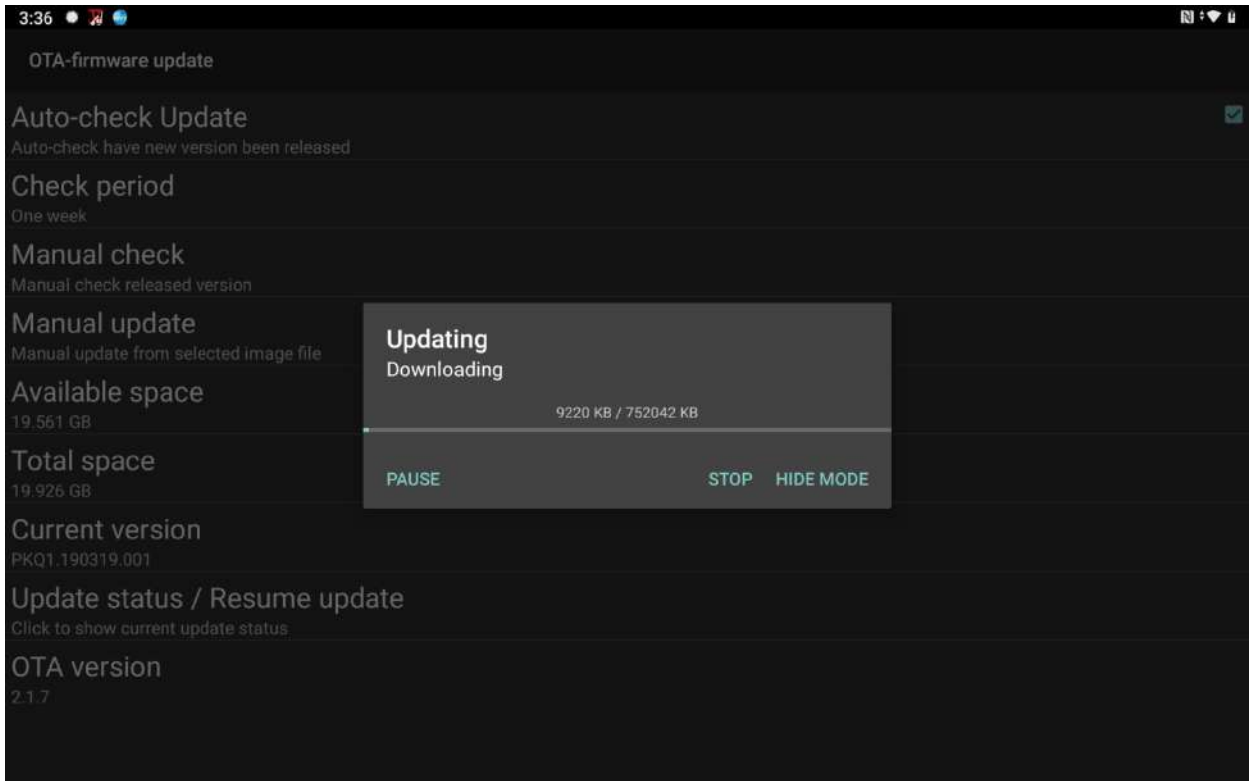 3:36
OTA-firmware update
Auto-check Update
Auto-check have new version been released
Check period
One week
Manual check
Manual check released version
Manual update
Manual update from selected image file
Available space
19.561 GB
Total space
19.926 GB
Current version
PKQ1.190319.001
Update status / Resume update
Click to show current update status
OTA version
2.1.7
Updating
Downloading
9220 KB / 752042 KB
PAUSE STOP HIDE MODE